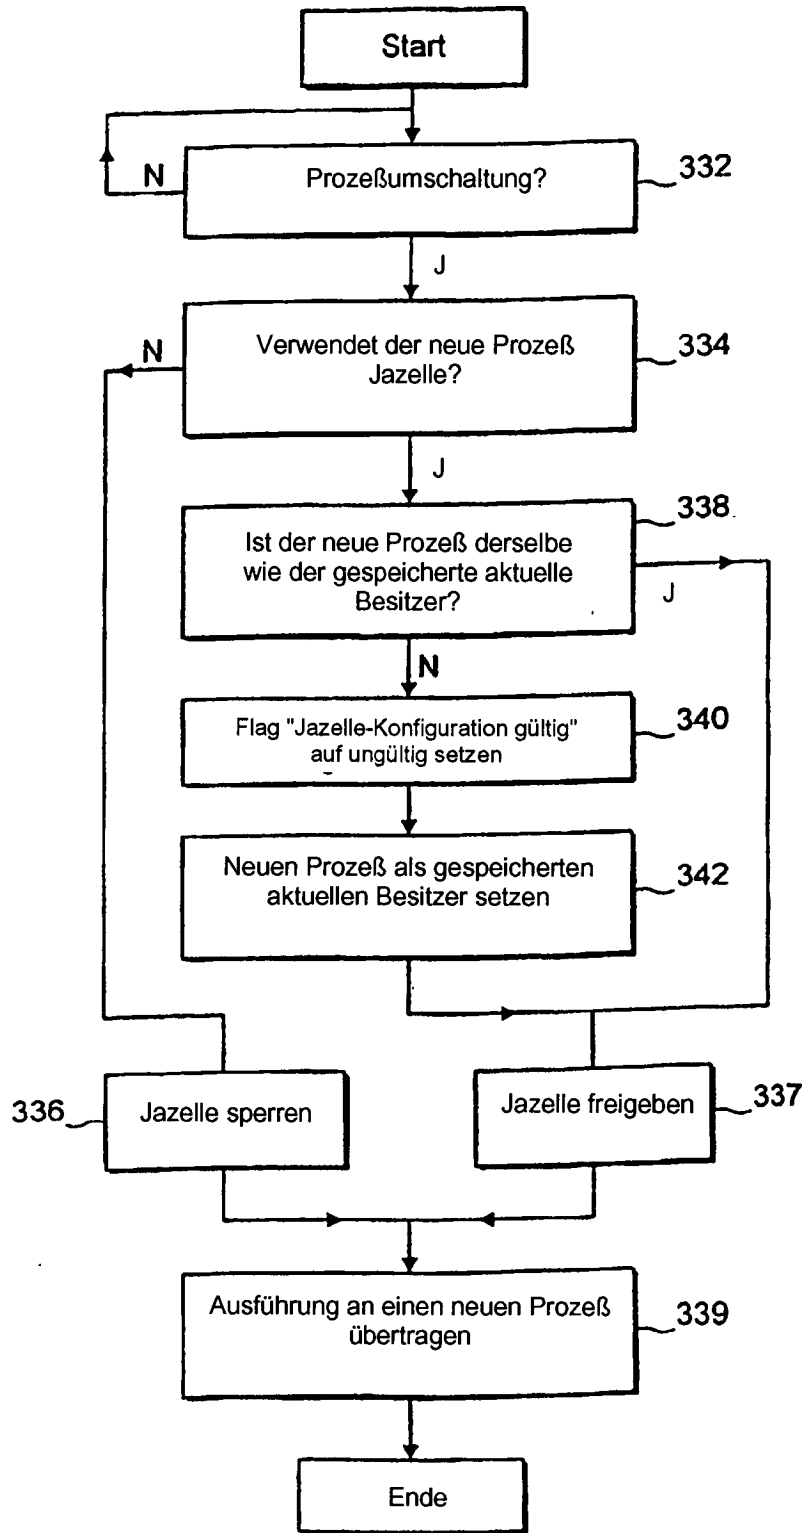 Start
N
Prozeßumschaltung?
332
J
N
Verwendet der neue Prozeß
Jazelle?
334
J
338
Ist der neue Prozeß derselbe
wie der gespeicherte aktuelle
Besitzer?
J
N
Flag "Jazelle-Konfiguration gültig"
auf ungültig setzen
340
Neuen Prozeß als gespeicherten
aktuellen Besitzer setzen
342
336
Jazelle sperren
Jazelle freigeben
337
Ausführung an einen neuen Prozeß
übertragen
339
Ende